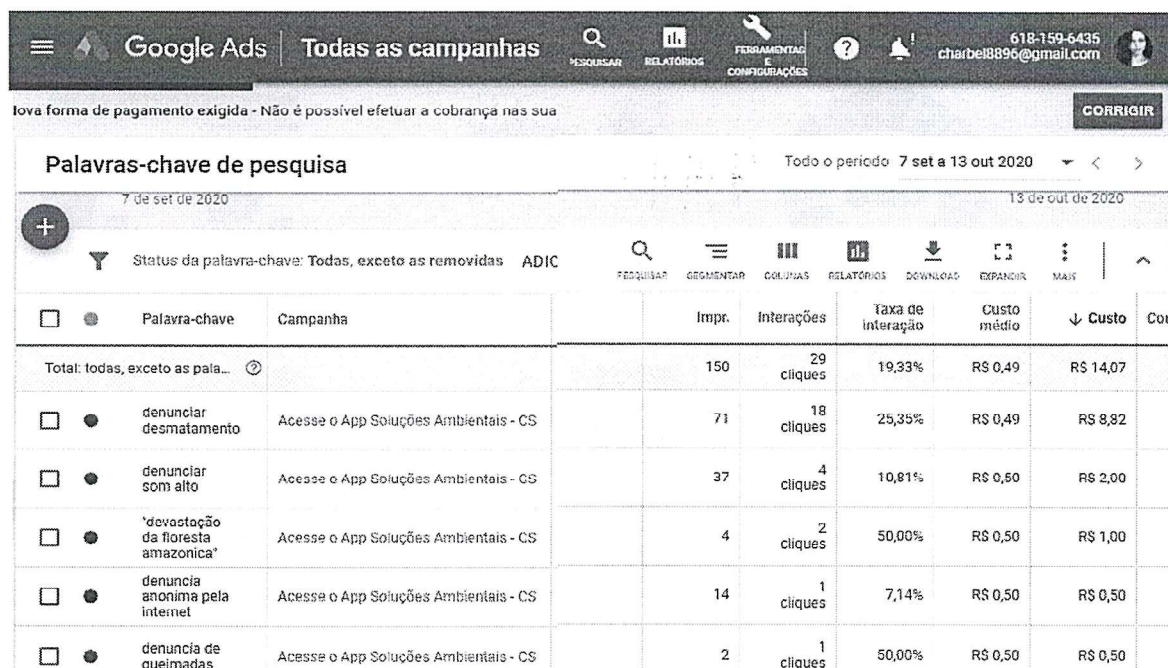 Google Ads Todas as campanhas
PESQUISAR
RELATÓRIOS
FERRAMENTAS
E
CONFIGURAÇÕES
618-159-6435
charbel8896@gmail.com
lova forma de pagamento exigida - Não é possível efetuar a cobrança nas sua
CORRIGIR
Palavras-chave de pesquisa
Todo o período 7 set a 13 out 2020
7 de set de 2020
13 de out de 2020
Status da palavra-chave: Todas, exceto as removidas ADIC
PESQUISAR SEGMENTAR COLUNAS RELATÓRIOS DOWNLOAD EXPANDIR MAIS
Palavra-chave Campanha Impr. Interações Taxa de interação Custo médio ↓ Custo Cor
Total: todas, exceto as pala... 150 29 cliques 19,33% R$ 0,49 R$ 14,07
denunciar desmatamento Acesse o App Soluções Ambientais - CS 71 18 cliques 25,35% R$ 0,49 R$ 8,82
denunciar som alto Acesse o App Soluções Ambientais - CS 37 4 cliques 10,81% R$ 0,50 R$ 2,00
"devastação da floresta amazonica" Acesse o App Soluções Ambientais - CS 4 2 cliques 50,00% R$ 0,50 R$ 1,00
denuncia anonima pela internet Acesse o App Soluções Ambientais - CS 14 1 cliques 7,14% R$ 0,50 R$ 0,50
denuncia de queimadas Acesse o App Soluções Ambientais - CS 2 1 cliques 50,00% R$ 0,50 R$ 0,50